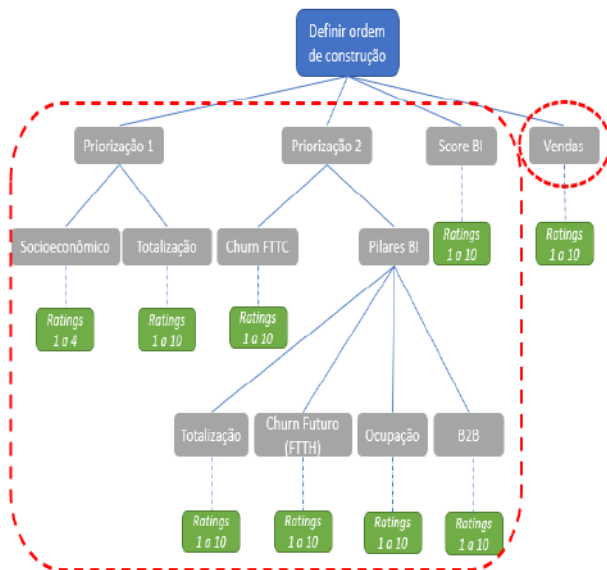 Definir ordem
de construção
Priorização 1
Priorização 2
Score BI
Vendas
Socioeconômico
Totalização
Churn FTTC
Pilares BI
Ratings
1 a 10
Ratings
1 a 10
Ratings
1 a 4
Ratings
1 a 10
Ratings
1 a 10
Totalização
Churn Futuro
(FTTH)
Ocupação
B2B
Ratings
1 a 10
Ratings
1 a 10
Ratings
1 a 10
Ratings
1 a 10